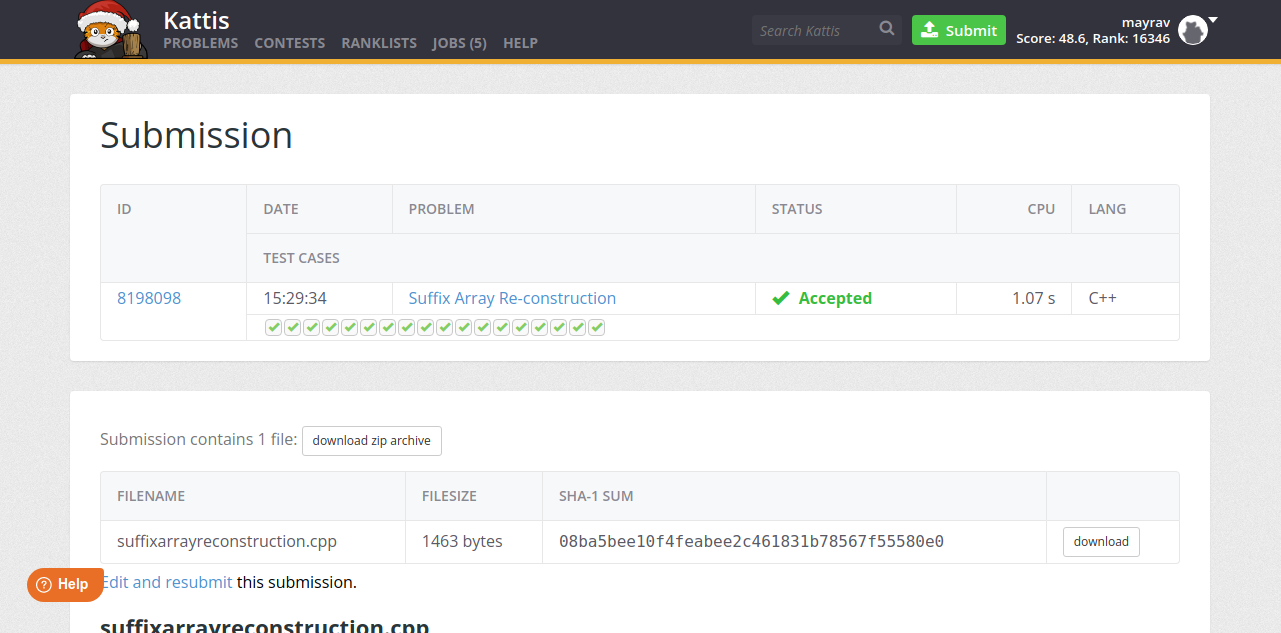 Kattis
PROBLEMS CONTESTS RANKLISTS JOBS (5) HELP
Search Kattis
Submit
mayrav
Score: 48.6, Rank: 16346
Submission
ID DATE PROBLEM STATUS CPU LANG
TEST CASES
8198098 15:29:34 Suffix Array Re-construction Accepted 1.07 s C++
Submission contains 1 file: download zip archive
FILENAME FILESIZE SHA-1 SUM
suffixarrayreconstruction.cpp 1463 bytes 08ba5bee10f4feabee2c461831b78567f55580e0 download
Edit and resubmit this submission.
Help
suffixarrayreconstruction.cpp